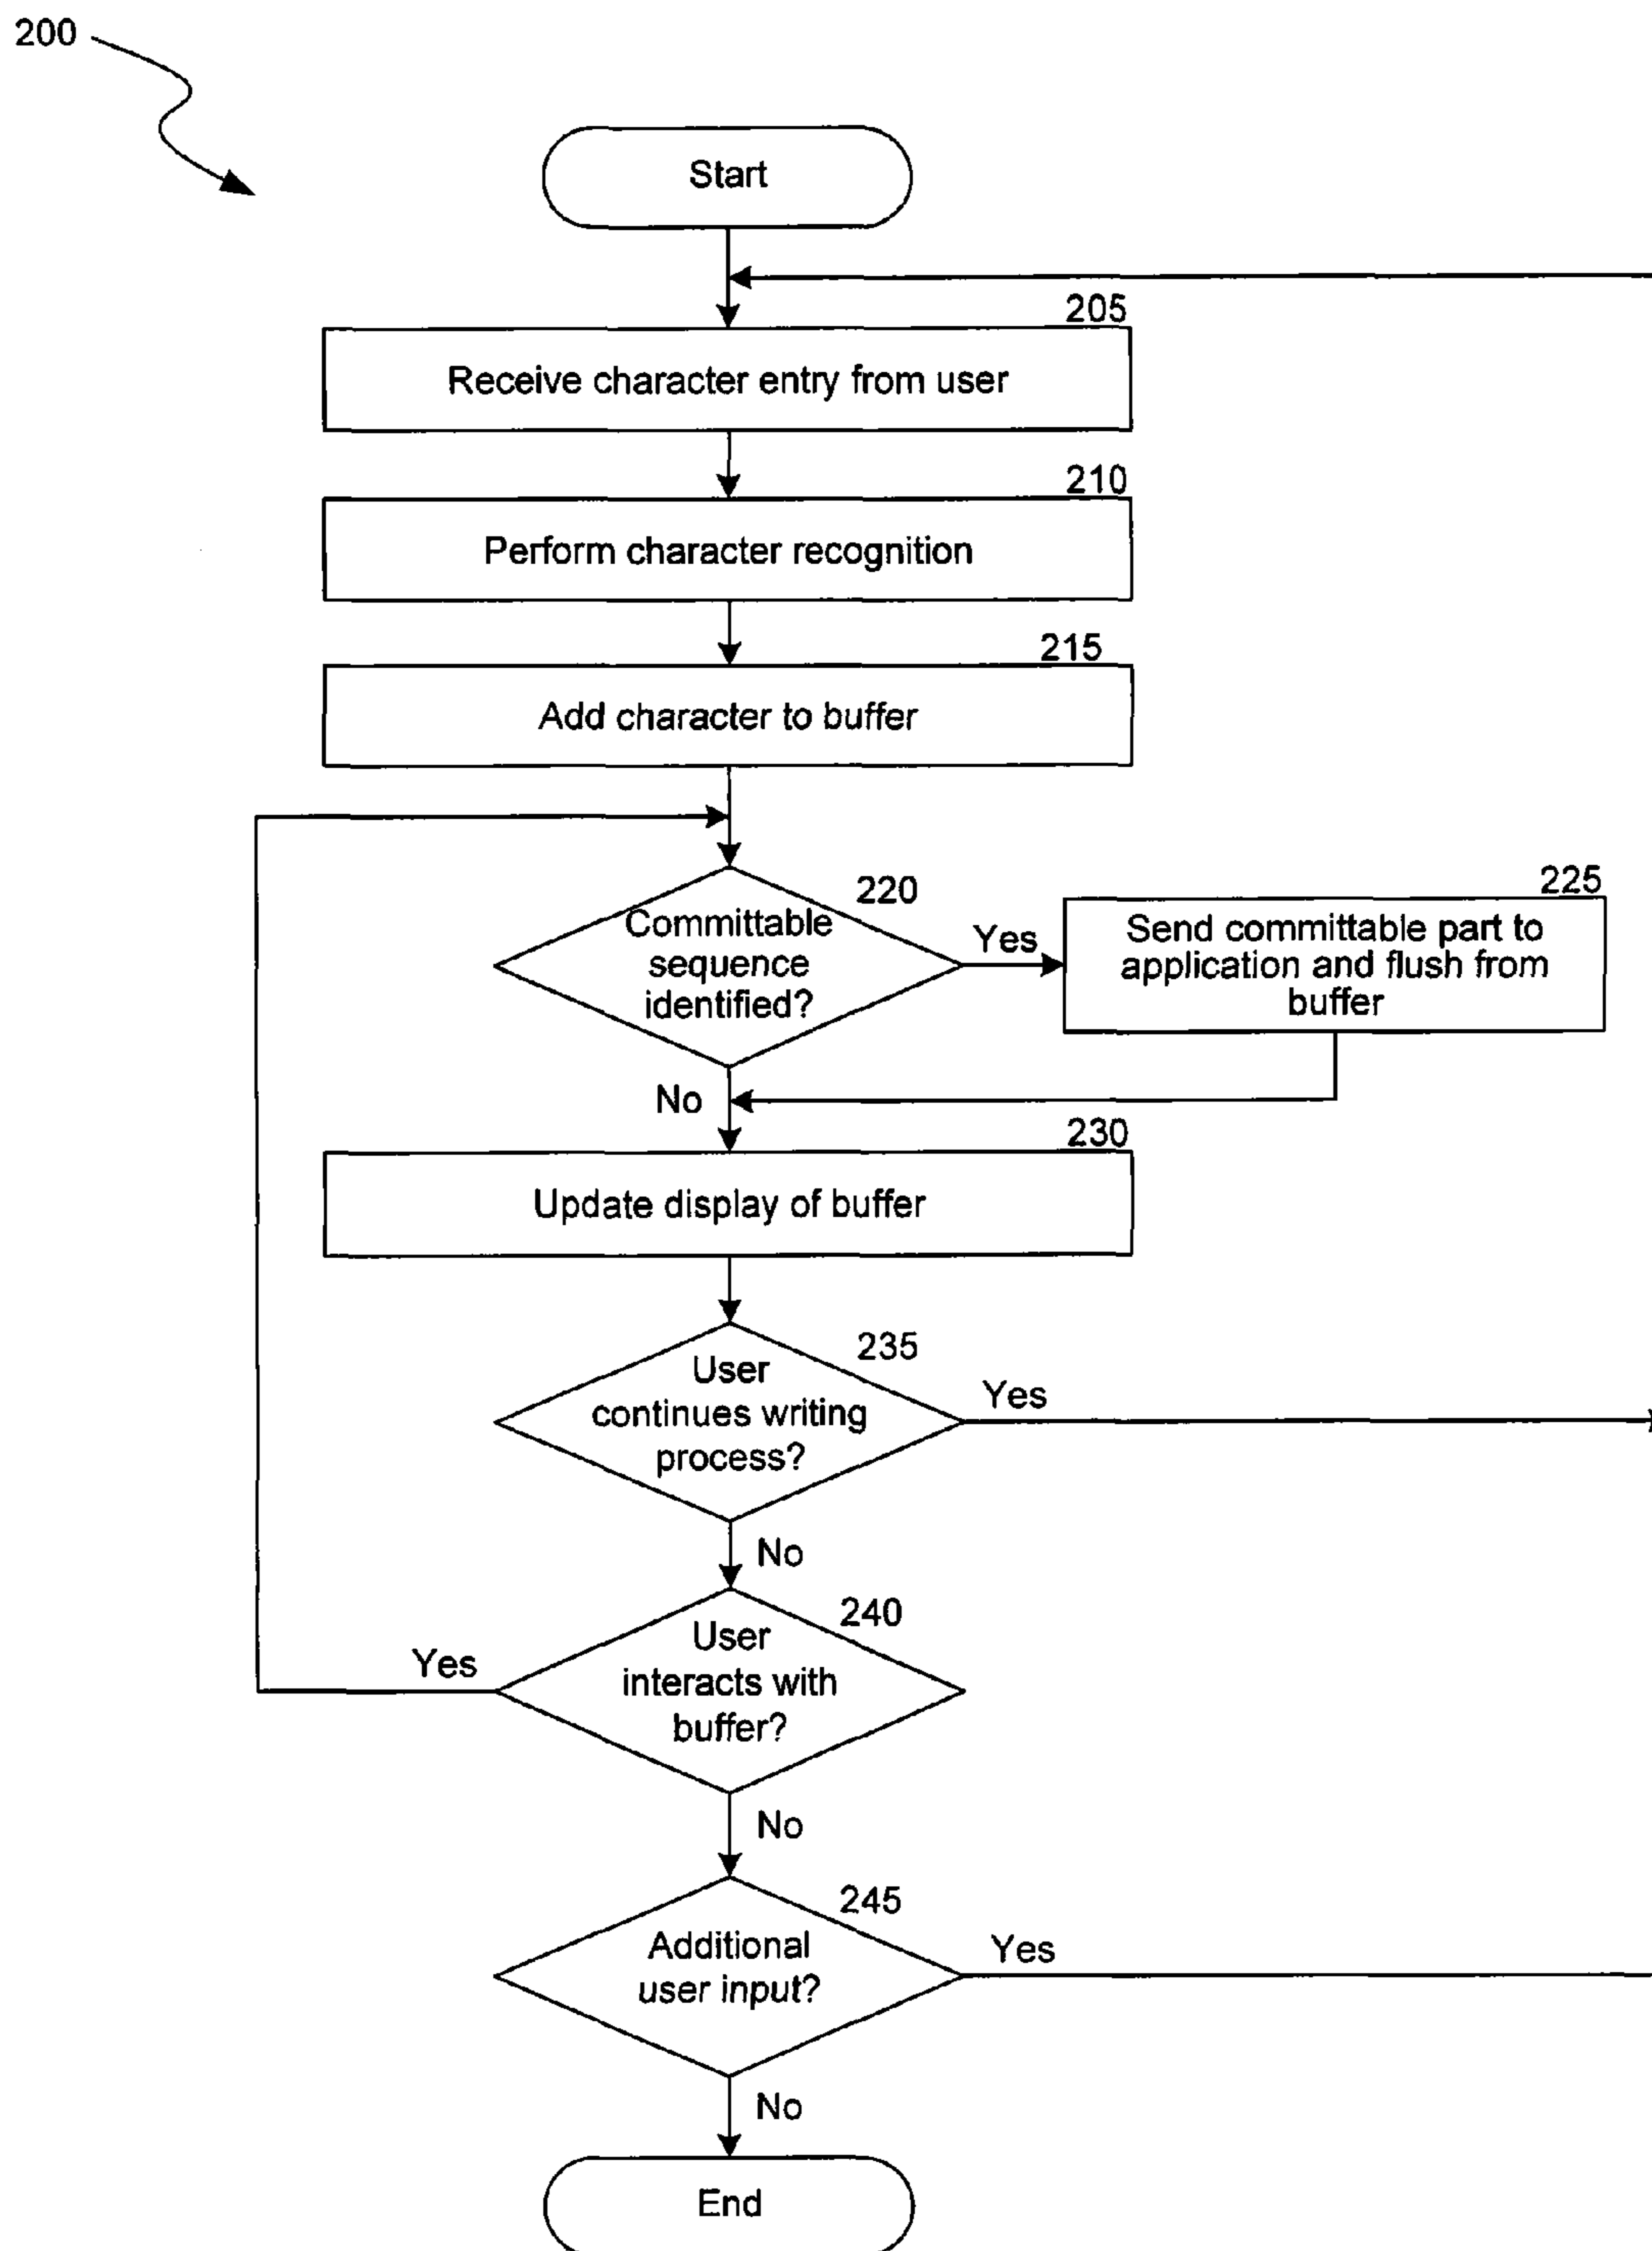 200
Start
205
Receive character entry from user
210
Perform character recognition
215
Add character to buffer
220
Committable
sequence
identified?
Yes
225
Send committable part to
application and flush from
buffer
No
230
Update display of buffer
235
User
continues writing
process?
Yes
No
240
User
interacts with
buffer?
Yes
No
245
Additional
user input?
Yes
No
End